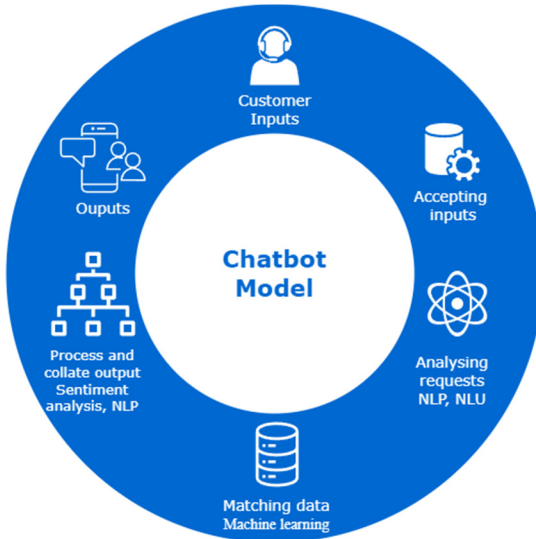 Customer
Inputs
Accepting
inputs
Analysing
requests
NLP, NLU
Matching data
Machine learning
Process and
collate output
Sentiment
analysis, NLP
Ouputs
Chatbot
Model